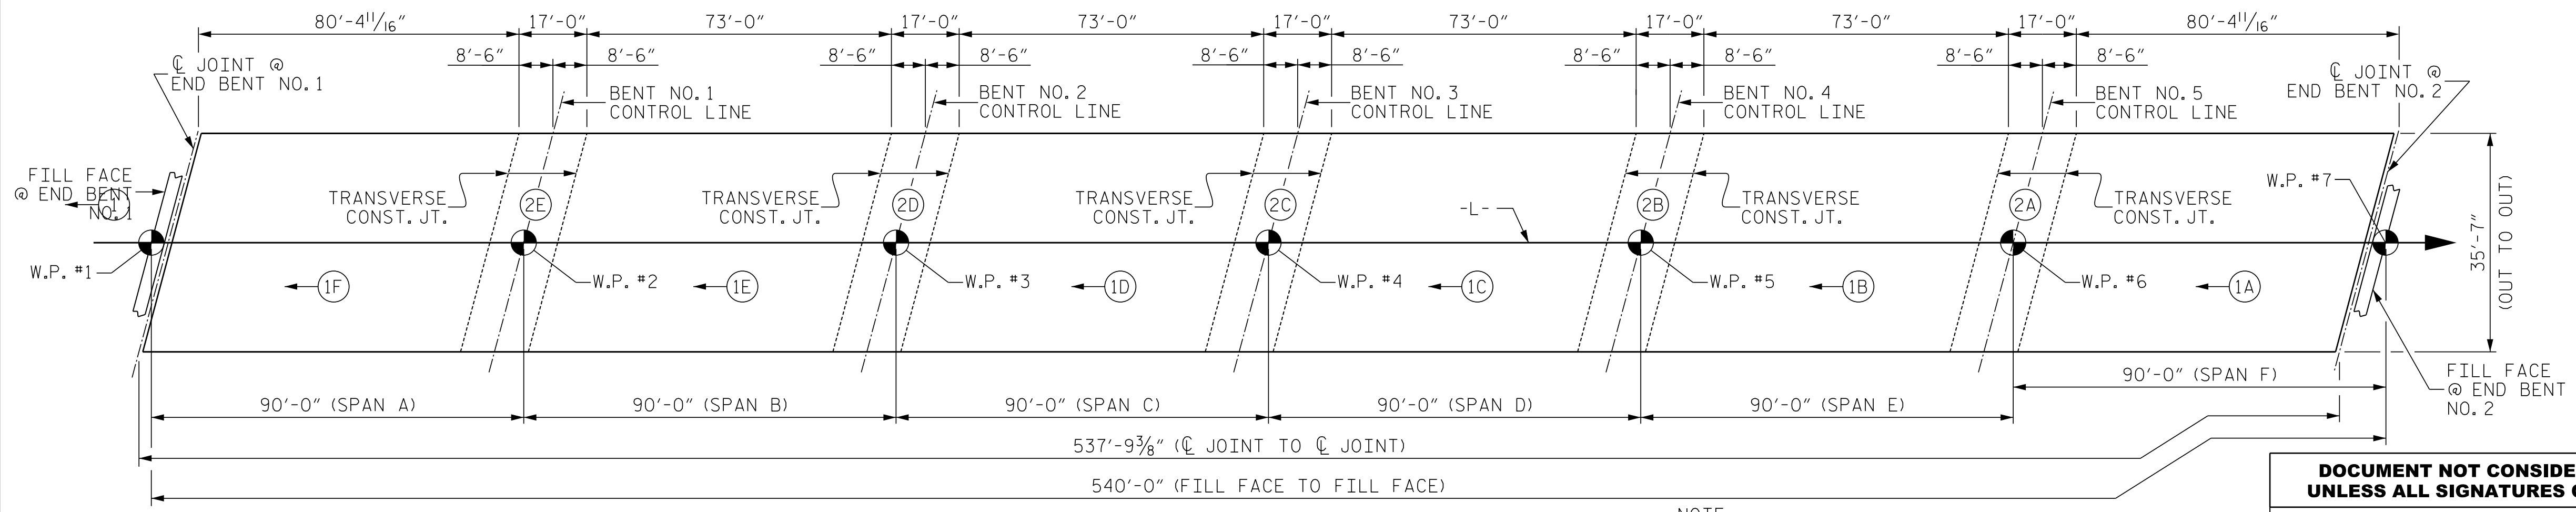 80'-4 11/16" 17'-0" 73'-0" 17'-0" 73'-0" 17'-0" 73'-0" 17'-0" 73'-0" 17'-0" 80'-4 11/16"
8'-6" 8'-6" 8'-6" 8'-6" 8'-6" 8'-6" 8'-6" 8'-6" 8'-6" 8'-6"
℄ JOINT @
END BENT NO. 1
BENT NO. 1
CONTROL LINE
BENT NO. 2
CONTROL LINE
BENT NO. 3
CONTROL LINE
BENT NO. 4
CONTROL LINE
BENT NO. 5
CONTROL LINE
℄ JOINT @
END BENT NO. 2
FILL FACE
@ END BENT
NO. 1
1
TRANSVERSE
CONST. JT.
2E
TRANSVERSE
CONST. JT.
2D
TRANSVERSE
CONST. JT.
2C
-L-
2B
TRANSVERSE
CONST. JT.
2A
TRANSVERSE
CONST. JT.
W.P. #7
35'-7"
(OUT TO OUT)
W.P. #1
W.P. #2
W.P. #3
W.P. #4
W.P. #5
W.P. #6
1F
1E
1D
1C
1B
1A
FILL FACE
@ END BENT
NO. 2
90'-0" (SPAN F)
90'-0" (SPAN A) 90'-0" (SPAN B) 90'-0" (SPAN C) 90'-0" (SPAN D) 90'-0" (SPAN E)
537'-9 3/8" (℄ JOINT TO ℄ JOINT)
540'-0" (FILL FACE TO FILL FACE)
NOTE
DOCUMENT NOT CONSIDE
UNLESS ALL SIGNATURES